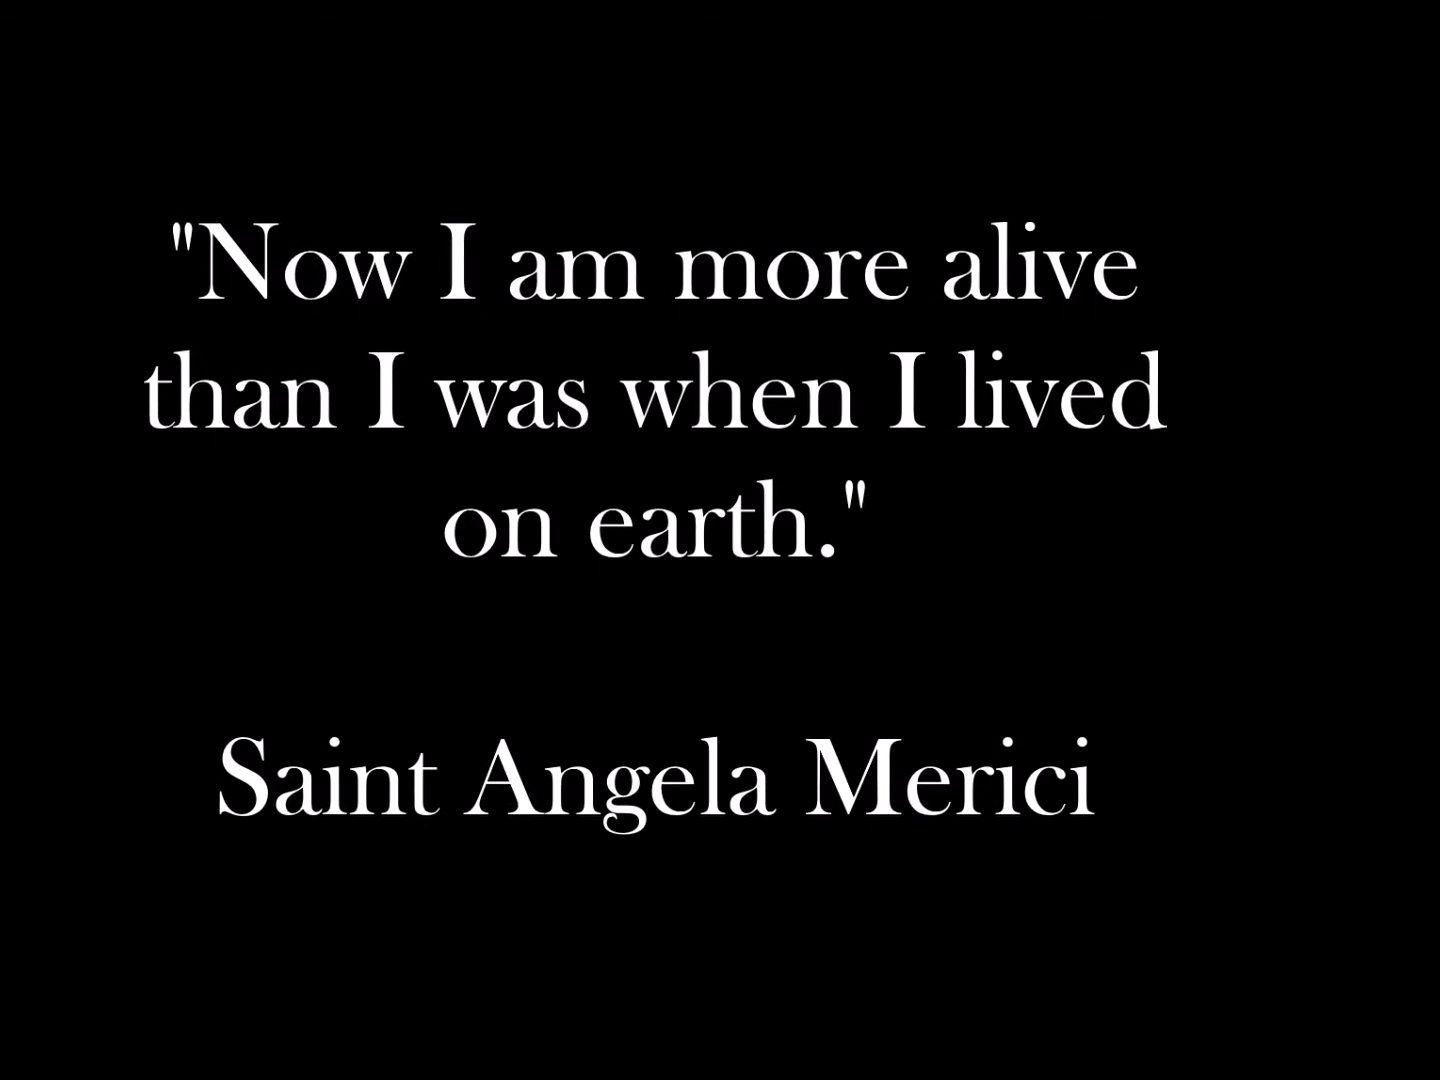 "Now I am more alive
than I was when I lived
on earth."
Saint Angela Merici